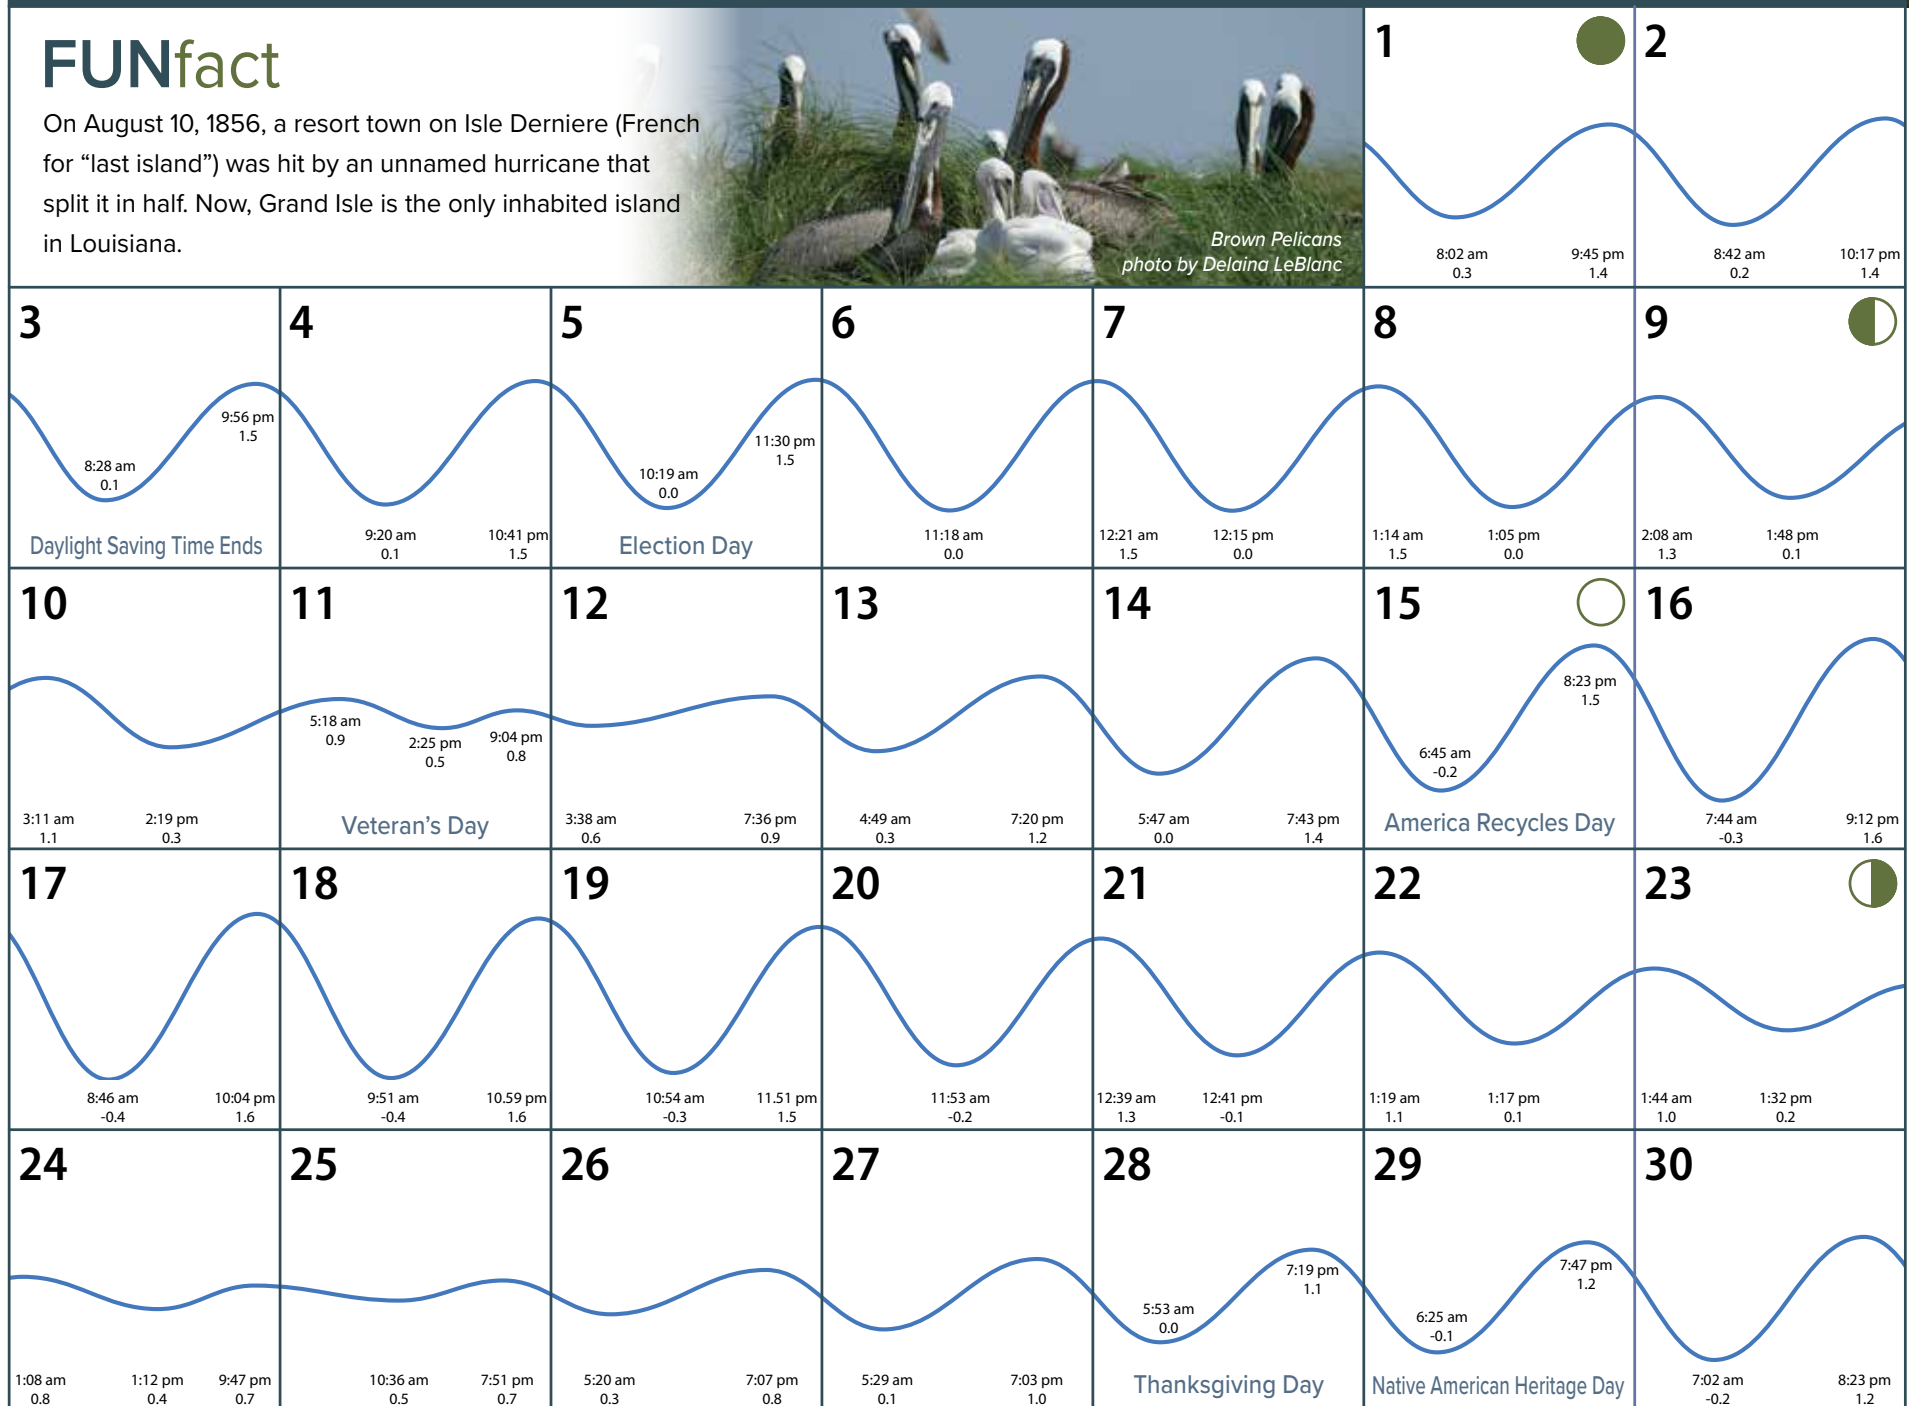 FUNfact
On August 10, 1856, a resort town on Isle Derniere (French
for “last island”) was hit by an unnamed hurricane that
split it in half. Now, Grand Isle is the only inhabited island
in Louisiana.
Brown Pelicans
photo by Delaina LeBlanc
1
8:02 am
0.3
9:45 pm
1.4
2
8:42 am
0.2
10:17 pm
1.4
3
8:28 am
0.1
9:56 pm
1.5
Daylight Saving Time Ends
4
9:20 am
0.1
10:41 pm
1.5
5
10:19 am
0.0
11:30 pm
1.5
Election Day
6
11:18 am
0.0
7
12:21 am
1.5
12:15 pm
0.0
8
1:14 am
1.5
1:05 pm
0.0
9
2:08 am
1.3
1:48 pm
0.1
10
3:11 am
1.1
2:19 pm
0.3
11
5:18 am
0.9
2:25 pm
0.5
9:04 pm
0.8
Veteran’s Day
12
3:38 am
0.6
7:36 pm
0.9
13
4:49 am
0.3
7:20 pm
1.2
14
5:47 am
0.0
7:43 pm
1.4
15
6:45 am
-0.2
8:23 pm
1.5
America Recycles Day
16
7:44 am
-0.3
9:12 pm
1.6
17
8:46 am
-0.4
10:04 pm
1.6
18
9:51 am
-0.4
10.59 pm
1.6
19
10:54 am
-0.3
11.51 pm
1.5
20
11:53 am
-0.2
21
12:39 am
1.3
12:41 pm
-0.1
22
1:19 am
1.1
1:17 pm
0.1
23
1:44 am
1.0
1:32 pm
0.2
24
1:08 am
0.8
1:12 pm
0.4
9:47 pm
0.7
25
10:36 am
0.5
7:51 pm
0.7
26
5:20 am
0.3
7:07 pm
0.8
27
5:29 am
0.1
7:03 pm
1.0
28
5:53 am
0.0
7:19 pm
1.1
Thanksgiving Day
29
6:25 am
-0.1
7:47 pm
1.2
Native American Heritage Day
30
7:02 am
-0.2
8:23 pm
1.2